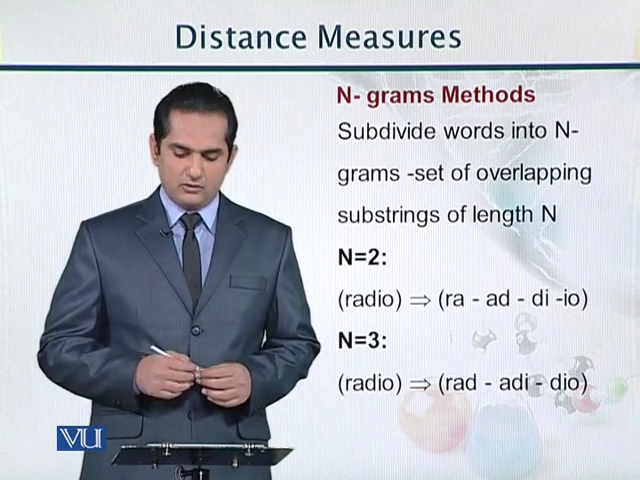 Distance Measures
N- grams Methods
Subdivide words into N-
grams -set of overlapping
substrings of length N
N=2:
(radio) ⇒ (ra - ad - di -io)
N=3:
(radio) ⇒ (rad - adi - dio)
VU